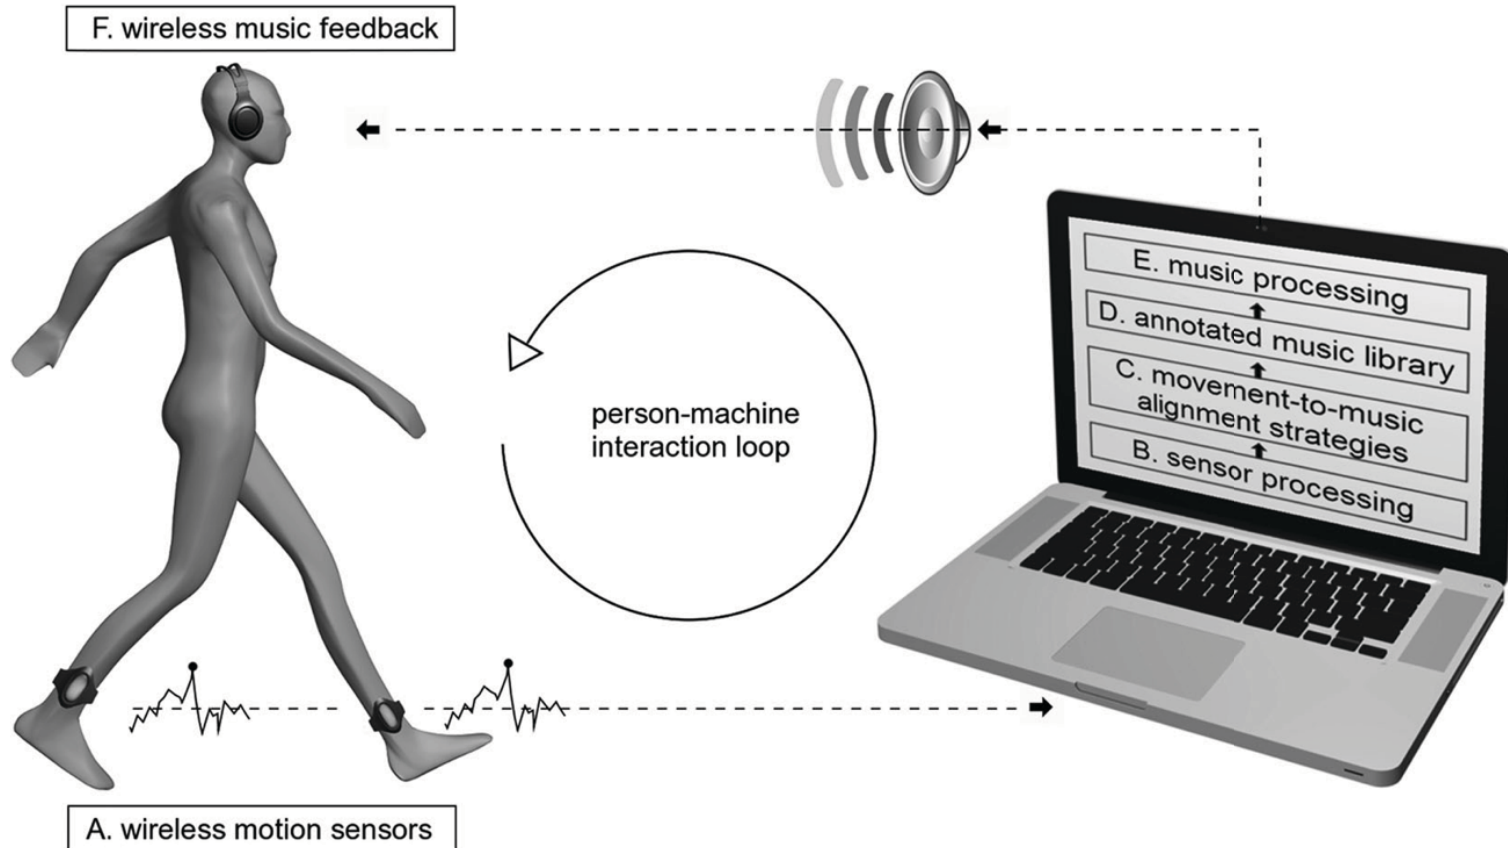 F. wireless music feedback
E. music processing
D. annotated music library
C. movement-to-music
alignment strategies
B. sensor processing
person-machine
interaction loop
A. wireless motion sensors